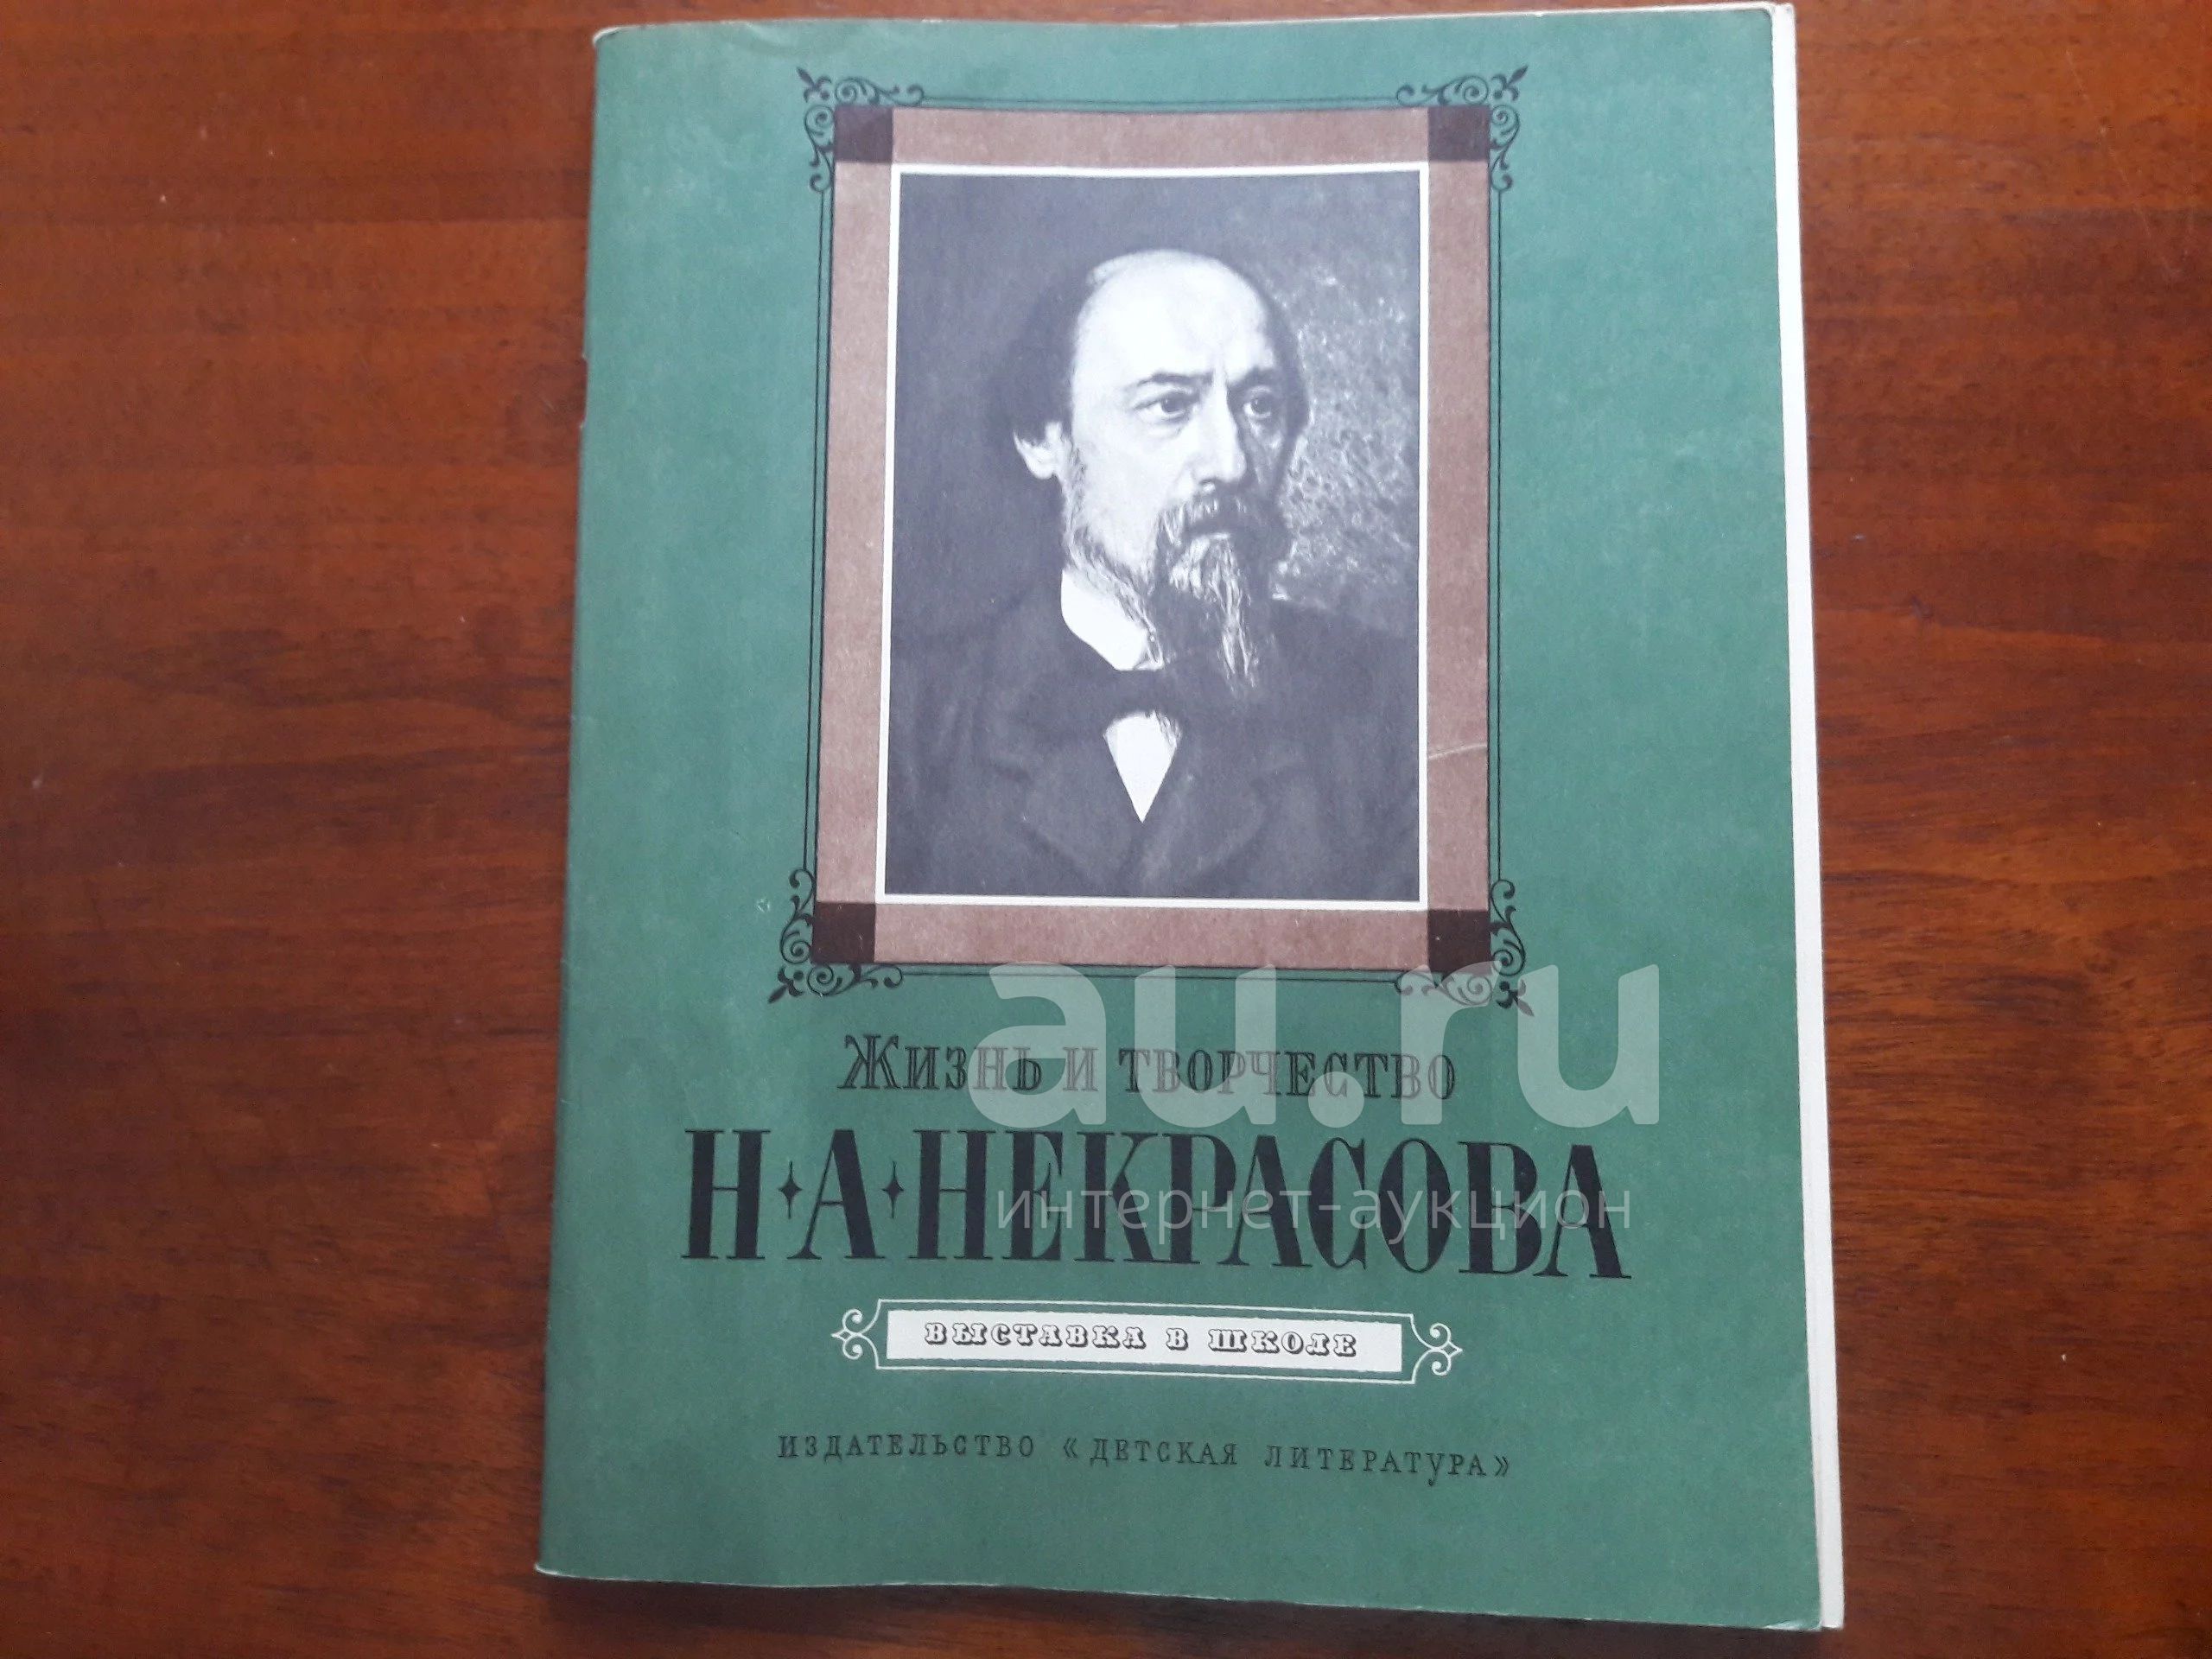 Жизнь и творчество
Н·А·НЕКРАСОВА
ВЫСТАВКА В ШКОЛЕ
ИЗДАТЕЛЬСТВО «ДЕТСКАЯ ЛИТЕРАТУРА»
au.ru
интернет-аукцион